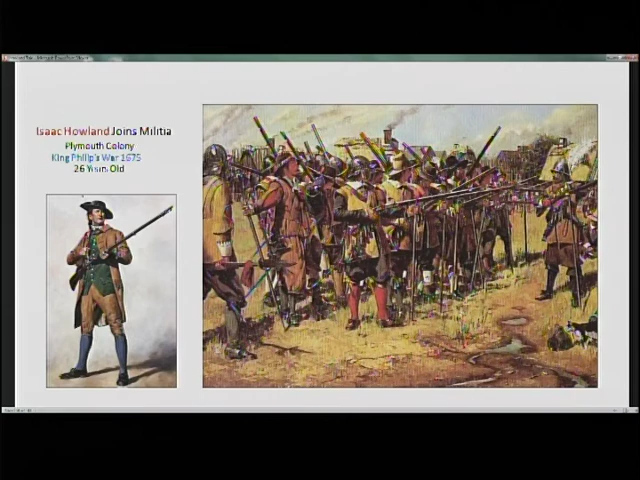 Isaac Howland Joins Militia
Plymouth Colony
King Philip's War 1675
26 Years Old